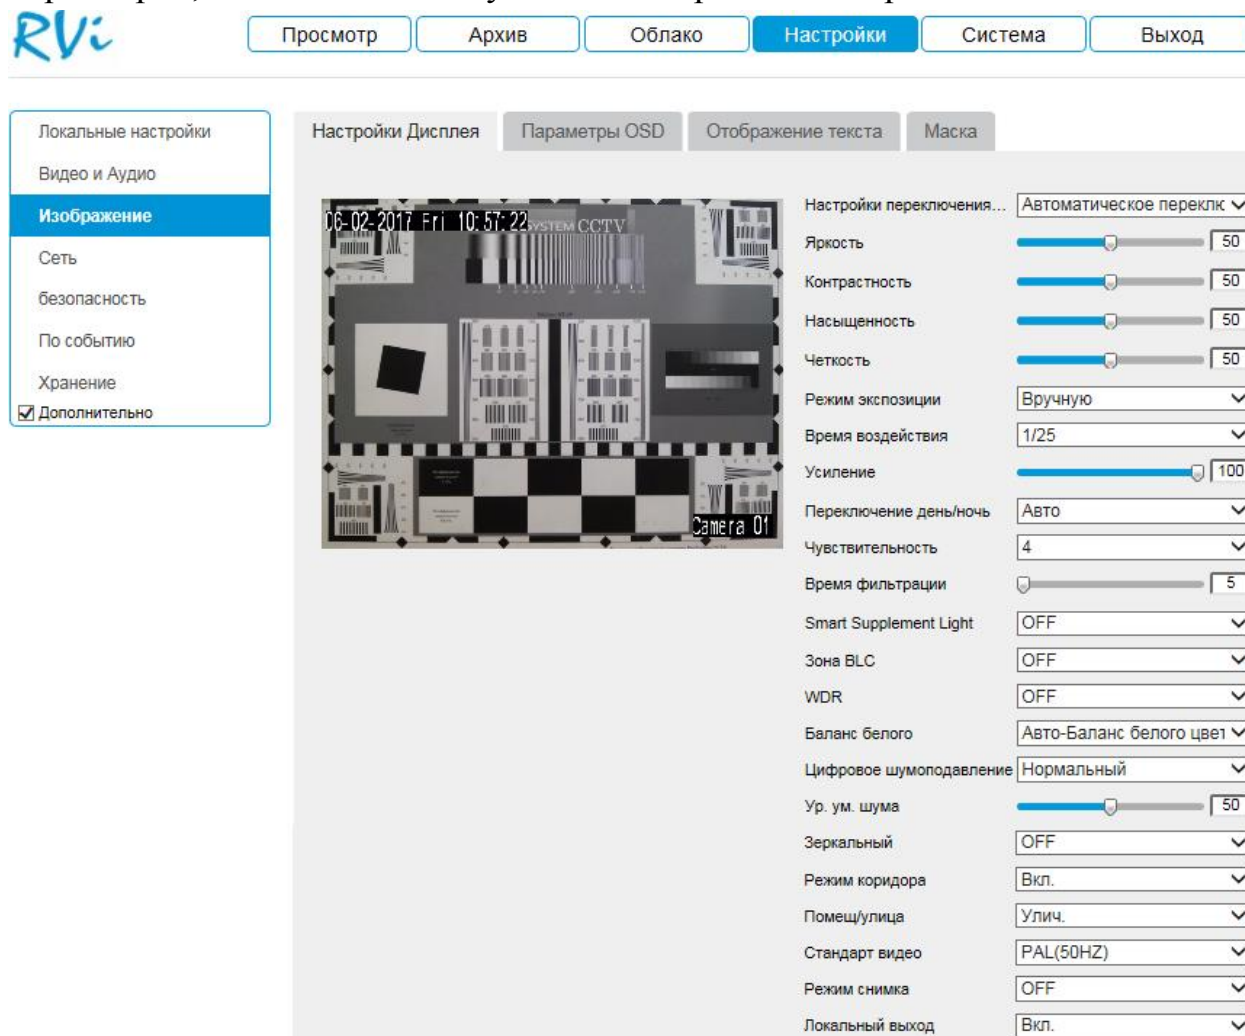 RVi
Просмотр
Архив
Облако
Настройки
Система
Выход
Локальные настройки
Видео и Аудио
Изображение
Сеть
безопасность
По событию
Хранение
Дополнительно
Настройки Дисплея
Параметры OSD
Отображение текста
Маска
06-02-2017 Fri 10:57:22
SYSTEM CCTV
Camera 01
Настройки переключения... Автоматическое переклк
Яркость 50
Контрастность 50
Насыщенность 50
Четкость 50
Режим экспозиции Вручную
Время воздействия 1/25
Усиление 100
Переключение день/ночь Авто
Чувствительность 4
Время фильтрации 5
Smart Supplement Light OFF
Зона BLC OFF
WDR OFF
Баланс белого Авто-Баланс белого цвет
Цифровое шумоподавление Нормальный
Ур. ум. шума 50
Зеркальный OFF
Режим коридора Вкл.
Помещ/улица Улич.
Стандарт видео PAL(50HZ)
Режим снимка OFF
Локальный выход Вкл.